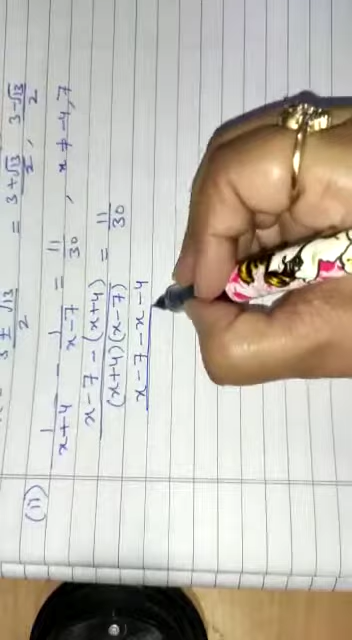 3 ± √13 / 2 = 3+√13 / 2 , 3-√13 / 2
(ii) 1 / x+4 - 1 / x-7 = 11 / 30 , x ≠ -4, 7
x-7-(x+4) / (x+4)(x-7) = 11 / 30
x-7-x-4